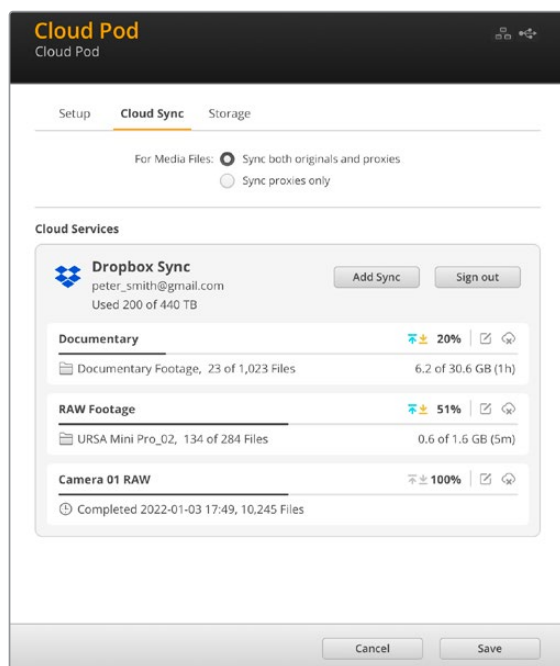 Cloud Pod
Cloud Pod
Setup Cloud Sync Storage
For Media Files: Sync both originals and proxies
Sync proxies only
Cloud Services
Dropbox Sync
peter_smith@gmail.com
Used 200 of 440 TB
Add Sync Sign out
Documentary 20%
Documentary Footage, 23 of 1,023 Files 6.2 of 30.6 GB (1h)
RAW Footage 51%
URSA Mini Pro_02, 134 of 284 Files 0.6 of 1.6 GB (5m)
Camera 01 RAW 100%
Completed 2022-01-03 17:49, 10,245 Files
Cancel Save